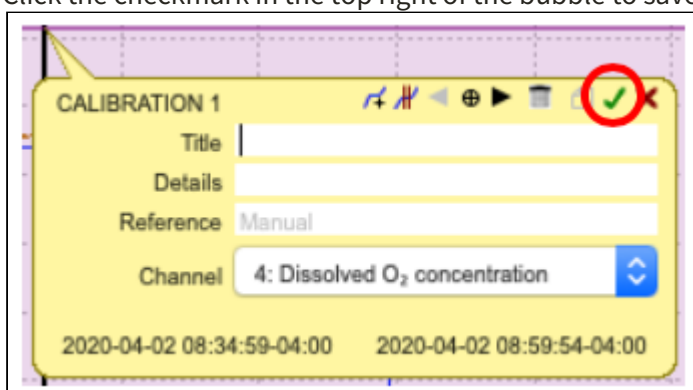 Click the checkmark in the top right of the bubble to save
CALIBRATION 1
Title
Details
Reference Manual
Channel 4: Dissolved O₂ concentration
2020-04-02 08:34:59-04:00 2020-04-02 08:59:54-04:00